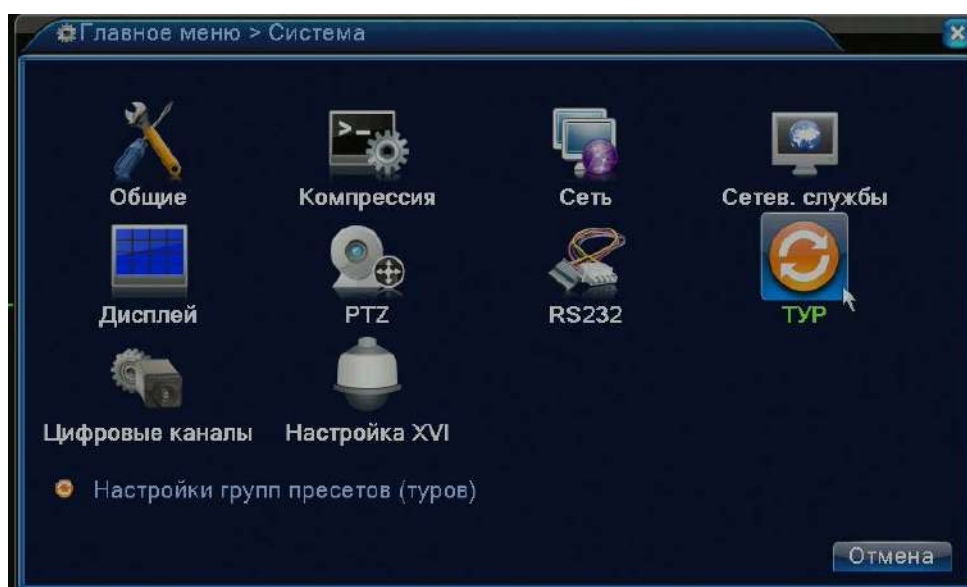 Главное меню > Система
Общие
Компрессия
Сеть
Сетев. службы
Дисплей
PTZ
RS232
ТУР
Цифровые каналы
Настройка XVI
Настройки групп пресетов (туров)
Отмена